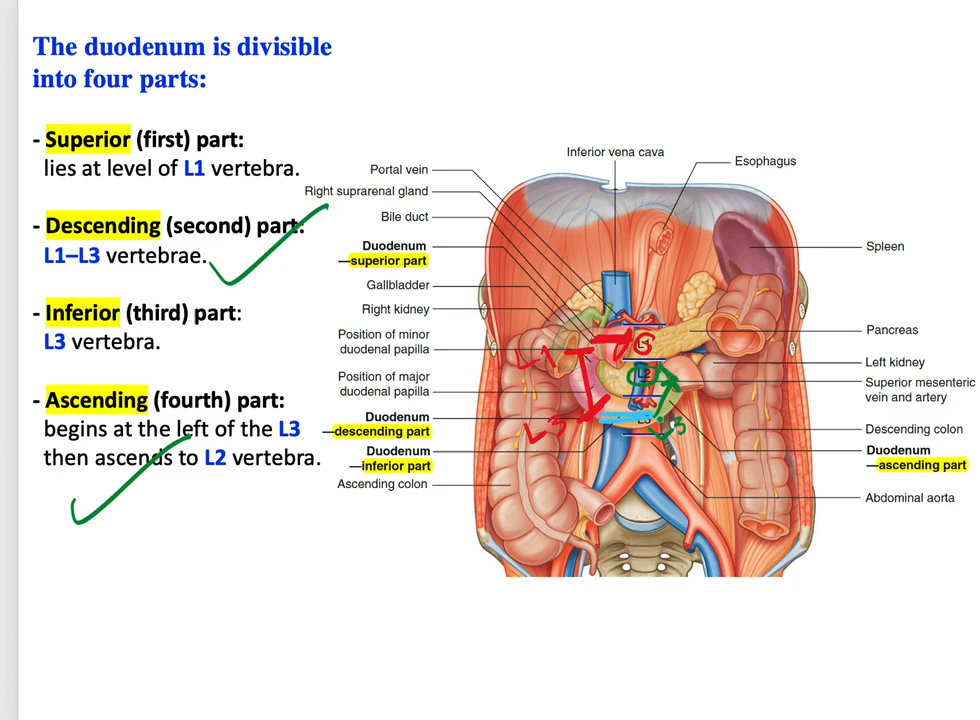 The duodenum is divisible
into four parts:
- Superior (first) part:
lies at level of L1 vertebra.
- Descending (second) part:
L1–L3 vertebrae.
- Inferior (third) part:
L3 vertebra.
- Ascending (fourth) part:
begins at the left of the L3
then ascends to L2 vertebra.
Inferior vena cava
Esophagus
Portal vein
Right suprarenal gland
Bile duct
Duodenum
—superior part
Gallbladder
Right kidney
Position of minor
duodenal papilla
Position of major
duodenal papilla
Duodenum
—descending part
Duodenum
—inferior part
Ascending colon
Spleen
Pancreas
Left kidney
Superior mesenteric
vein and artery
Descending colon
Duodenum
—ascending part
Abdominal aorta
L1
L2
L3
L1
L3
L3